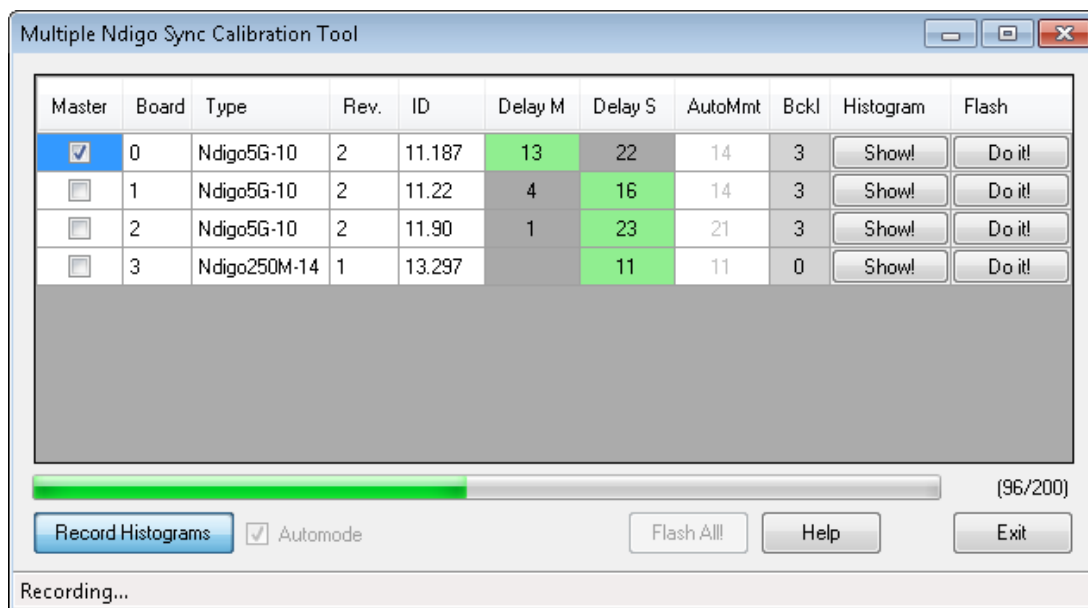 Multiple Ndigo Sync Calibration Tool
Master Board Type Rev. ID Delay M Delay S AutoMmt Bckl Histogram Flash
0 Ndigo5G-10 2 11.187 13 22 14 3 Show! Do it!
1 Ndigo5G-10 2 11.22 4 16 14 3 Show! Do it!
2 Ndigo5G-10 2 11.90 1 23 21 3 Show! Do it!
3 Ndigo250M-14 1 13.297 11 11 0 Show! Do it!
(96/200)
Record Histograms Automode Flash All! Help Exit
Recording...